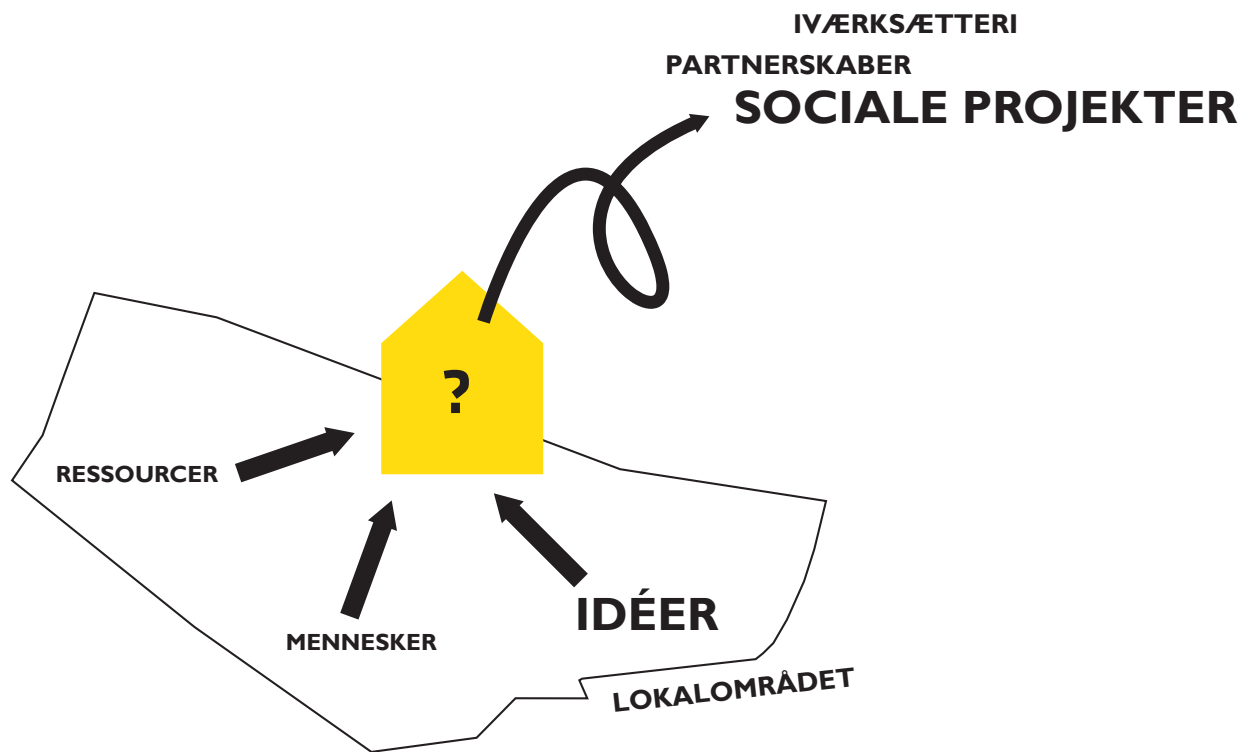 IVÆRKSÆTTERI
PARTNERSKABER
SOCIALE PROJEKTER
?
RESSOURCER
IDÉER
MENNESKER
LOKALOMRÅDET